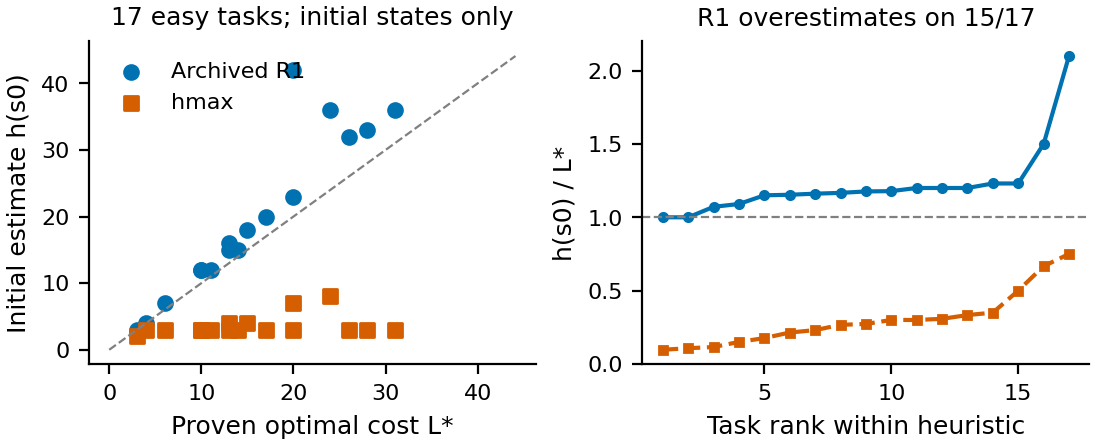 17 easy tasks; initial states only
Initial estimate h(s0)
40
30
20
10
0
Archived R1
hmax
0
10
20
30
40
Proven optimal cost L*
R1 overestimates on 15/17
h(s0) / L*
2.0
1.5
1.0
0.5
0.0
5
10
15
Task rank within heuristic